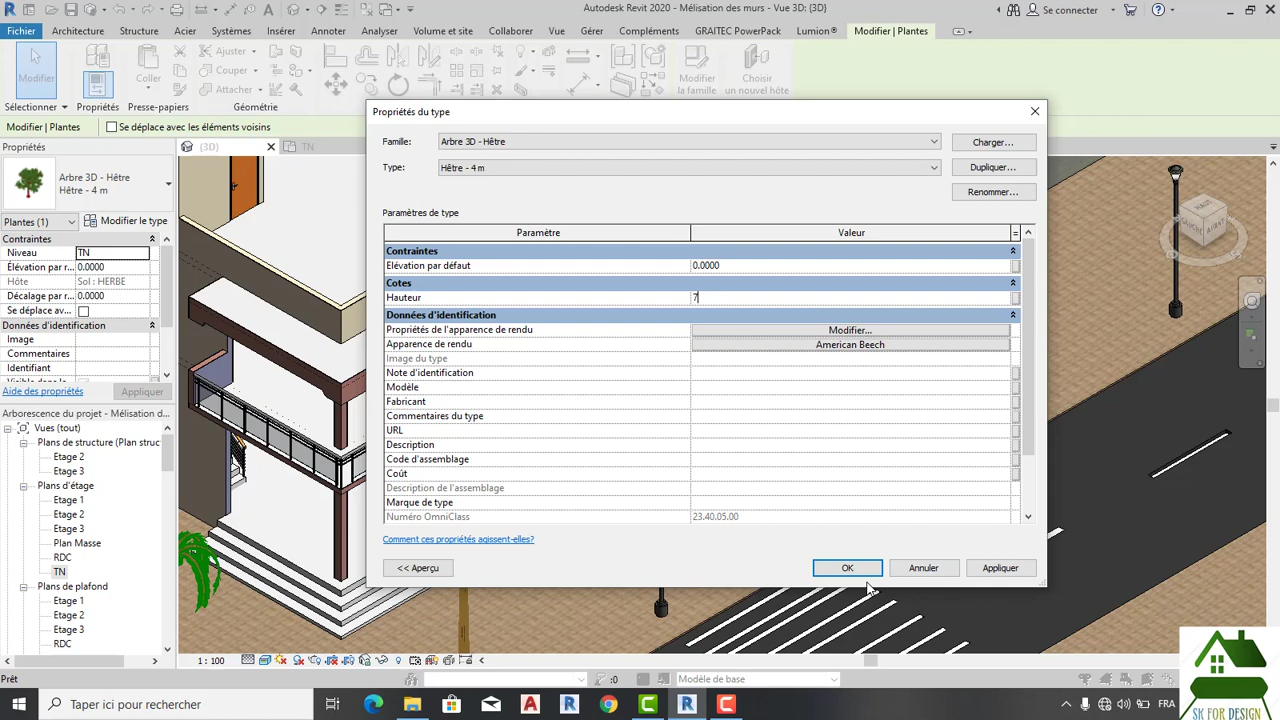 Autodesk Revit 2020 - Mélisation des murs - Vue 3D: {3D}
Se connecter
Fichier Architecture Structure Acier Systèmes Insérer Annoter Analyser Volume et site Collaborer Vue Gérer Compléments GRAITEC PowerPack Lumion® Modifier | Plantes
Modifier
Propriétés
Coller
Ajuster
Couper
Attacher
Modifier la famille
Choisir un nouvel hôte
Sélectionner Propriétés Presse-papiers Géométrie
Modifier | Plantes Se déplace avec les éléments voisins
Propriétés
{3D} TN
Arbre 3D - Hêtre
Hêtre - 4 m
Plantes (1) Modifier le type
Contraintes
Niveau TN
Élévation par r... 0.0000
Hôte Sol : HERBE
Décalage par r... 0.0000
Se déplace av...
Données d'identification
Image
Commentaires
Identifiant
Aide des propriétés Appliquer
Arborescence du projet - Mélisation d...
Vues (tout)
Plans de structure (Plan struc
Etage 2
Etage 3
Plans d'étage
Etage 1
Etage 2
Etage 3
Plan Masse
RDC
TN
Plans de plafond
Etage 1
Etage 2
Etage 3
RDC
Propriétés du type
Famille: Arbre 3D - Hêtre Charger...
Type: Hêtre - 4 m Dupliquer...
Renommer...
Paramètres de type
Paramètre Valeur =
Contraintes
Elévation par défaut 0.0000
Cotes
Hauteur 7
Données d'identification
Propriétés de l'apparence de rendu Modifier...
Apparence de rendu American Beech
Image du type
Note d'identification
Modèle
Fabricant
Commentaires du type
URL
Description
Code d'assemblage
Coût
Description de l'assemblage
Marque de type
Numéro OmniClass 23.40.05.00
Comment ces propriétés agissent-elles?
<< Aperçu OK Annuler Appliquer
HAUT
GAUCHE AVANT
1 : 100
Prêt :0 Modèle de base :0
Taper ici pour rechercher
FRA
SK FOR DESIGN